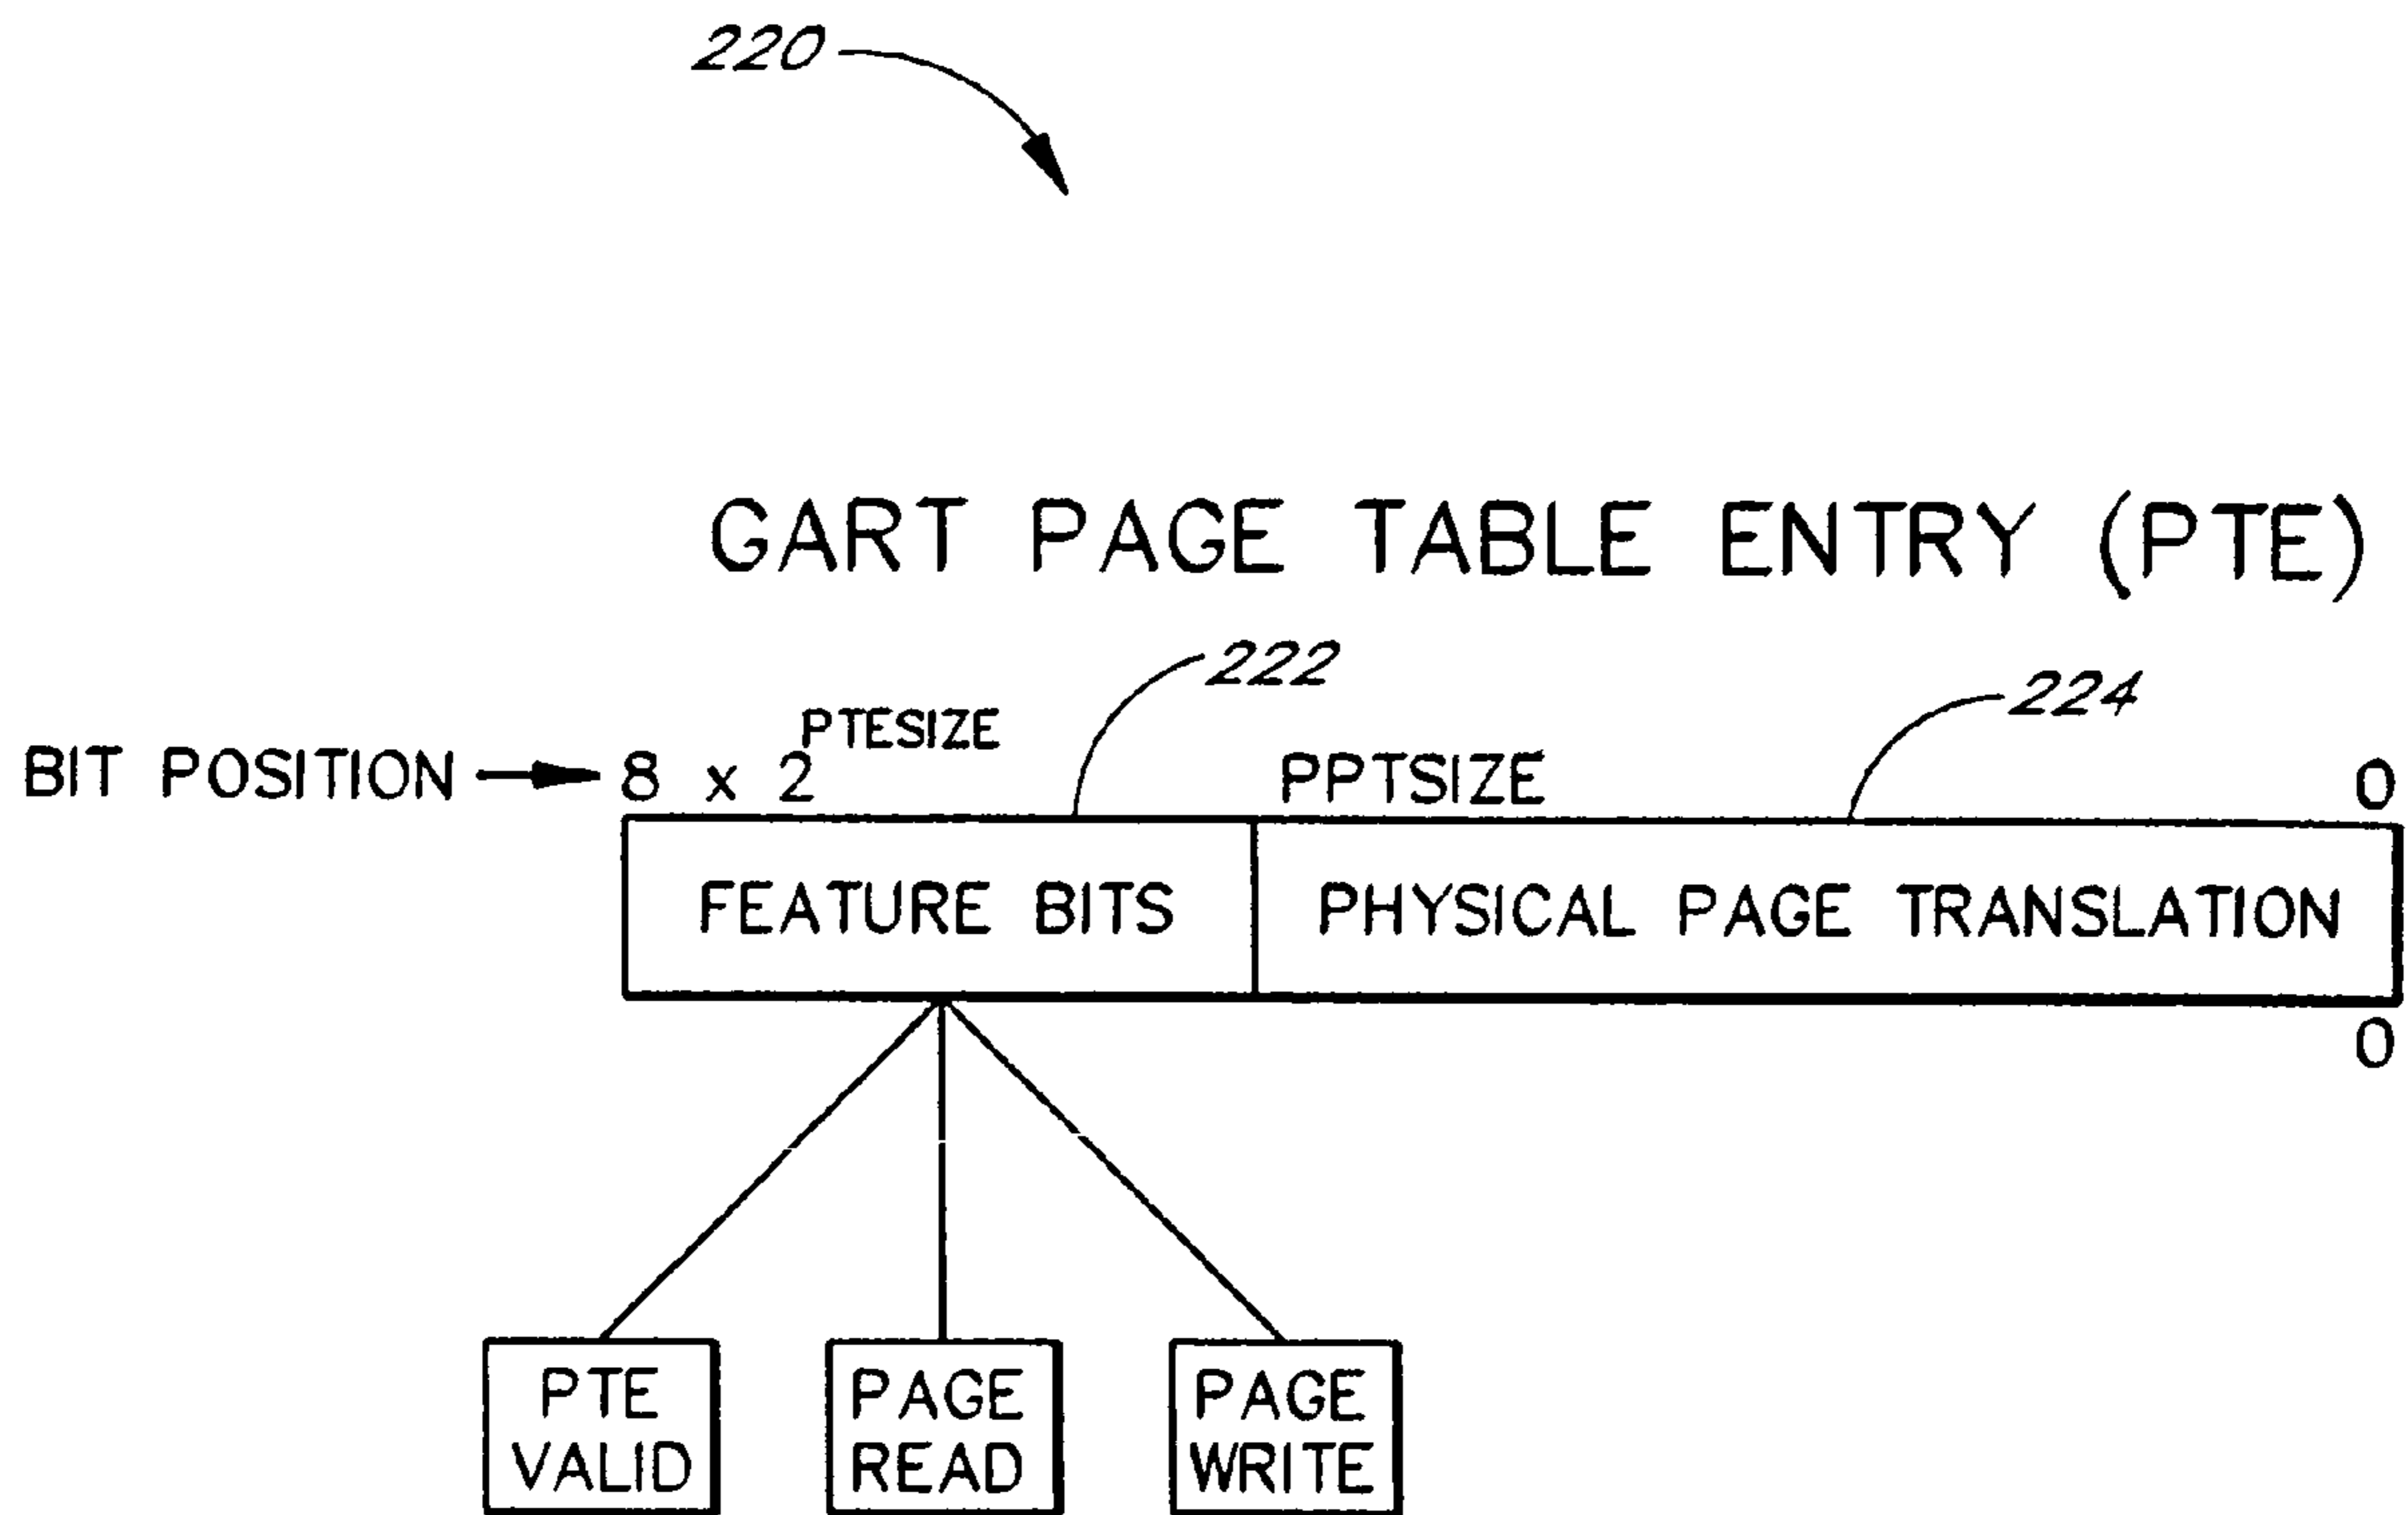 220
GART PAGE TABLE ENTRY (PTE)
222
224
PTESIZE
BIT POSITION 8 x 2 PPTSIZE 0
FEATURE BITS PHYSICAL PAGE TRANSLATION
0
PTE
VALID
PAGE
READ
PAGE
WRITE